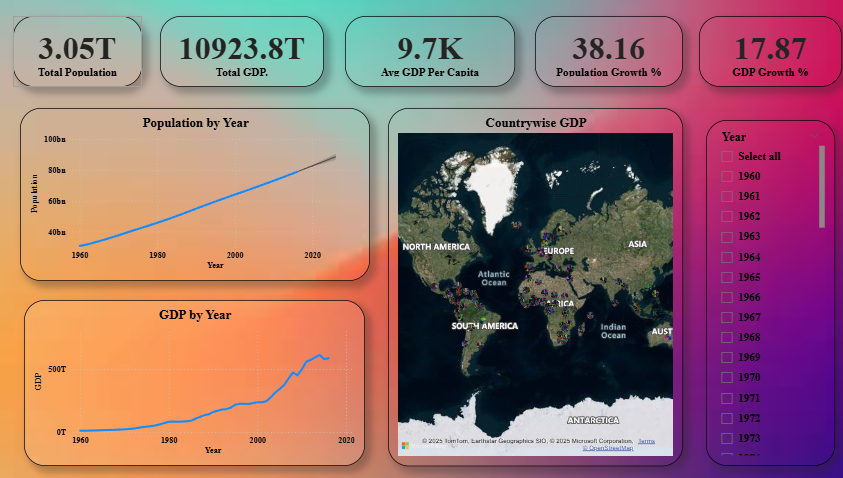 3.05T
Total Population
10923.8T
Total GDP.
9.7K
Avg GDP Per Capita
38.16
Population Growth %
17.87
GDP Growth %
Population by Year
100bn
80bn
60bn
40bn
Population
1960
1980
2000
2020
Year
GDP by Year
500T
0T
GDP
1960
1980
2000
2020
Year
Countrywise GDP
NORTH AMERICA
EUROPE
ASIA
Atlantic
Ocean
RICA
SOUTH AMERICA
Indian
Ocean
AUST
ANTARCTICA
© 2025 TomTom, Earthstar Geographics SIO, © 2025 Microsoft Corporation, Terms
© OpenStreetMap
Year
Select all
1960
1961
1962
1963
1964
1965
1966
1967
1968
1969
1970
1971
1972
1973